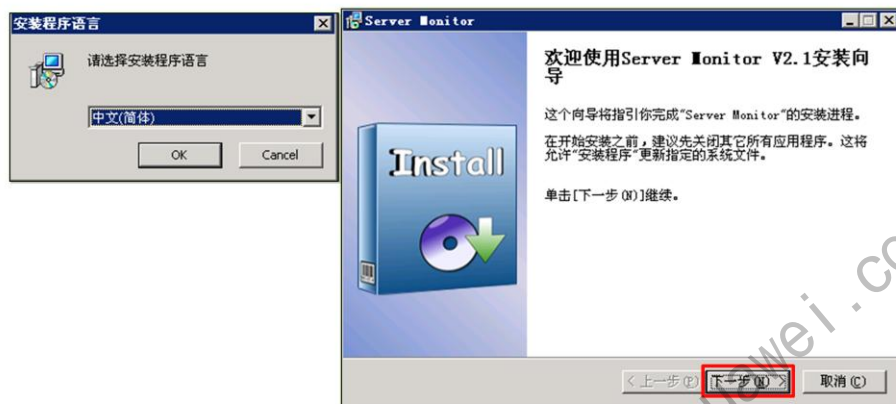 安装程序语言
请选择安装程序语言
中文(简体)
OK
Cancel
Server Monitor
欢迎使用Server Monitor V2.1安装向
导
这个向导将指引你完成“Server Monitor”的安装进程。
在开始安装之前，建议先关闭其它所有应用程序。这将
允许“安装程序”更新指定的系统文件。
单击[下一步(N)]继续。
Install
< 上一步(P)
下一步(N) >
取消(C)